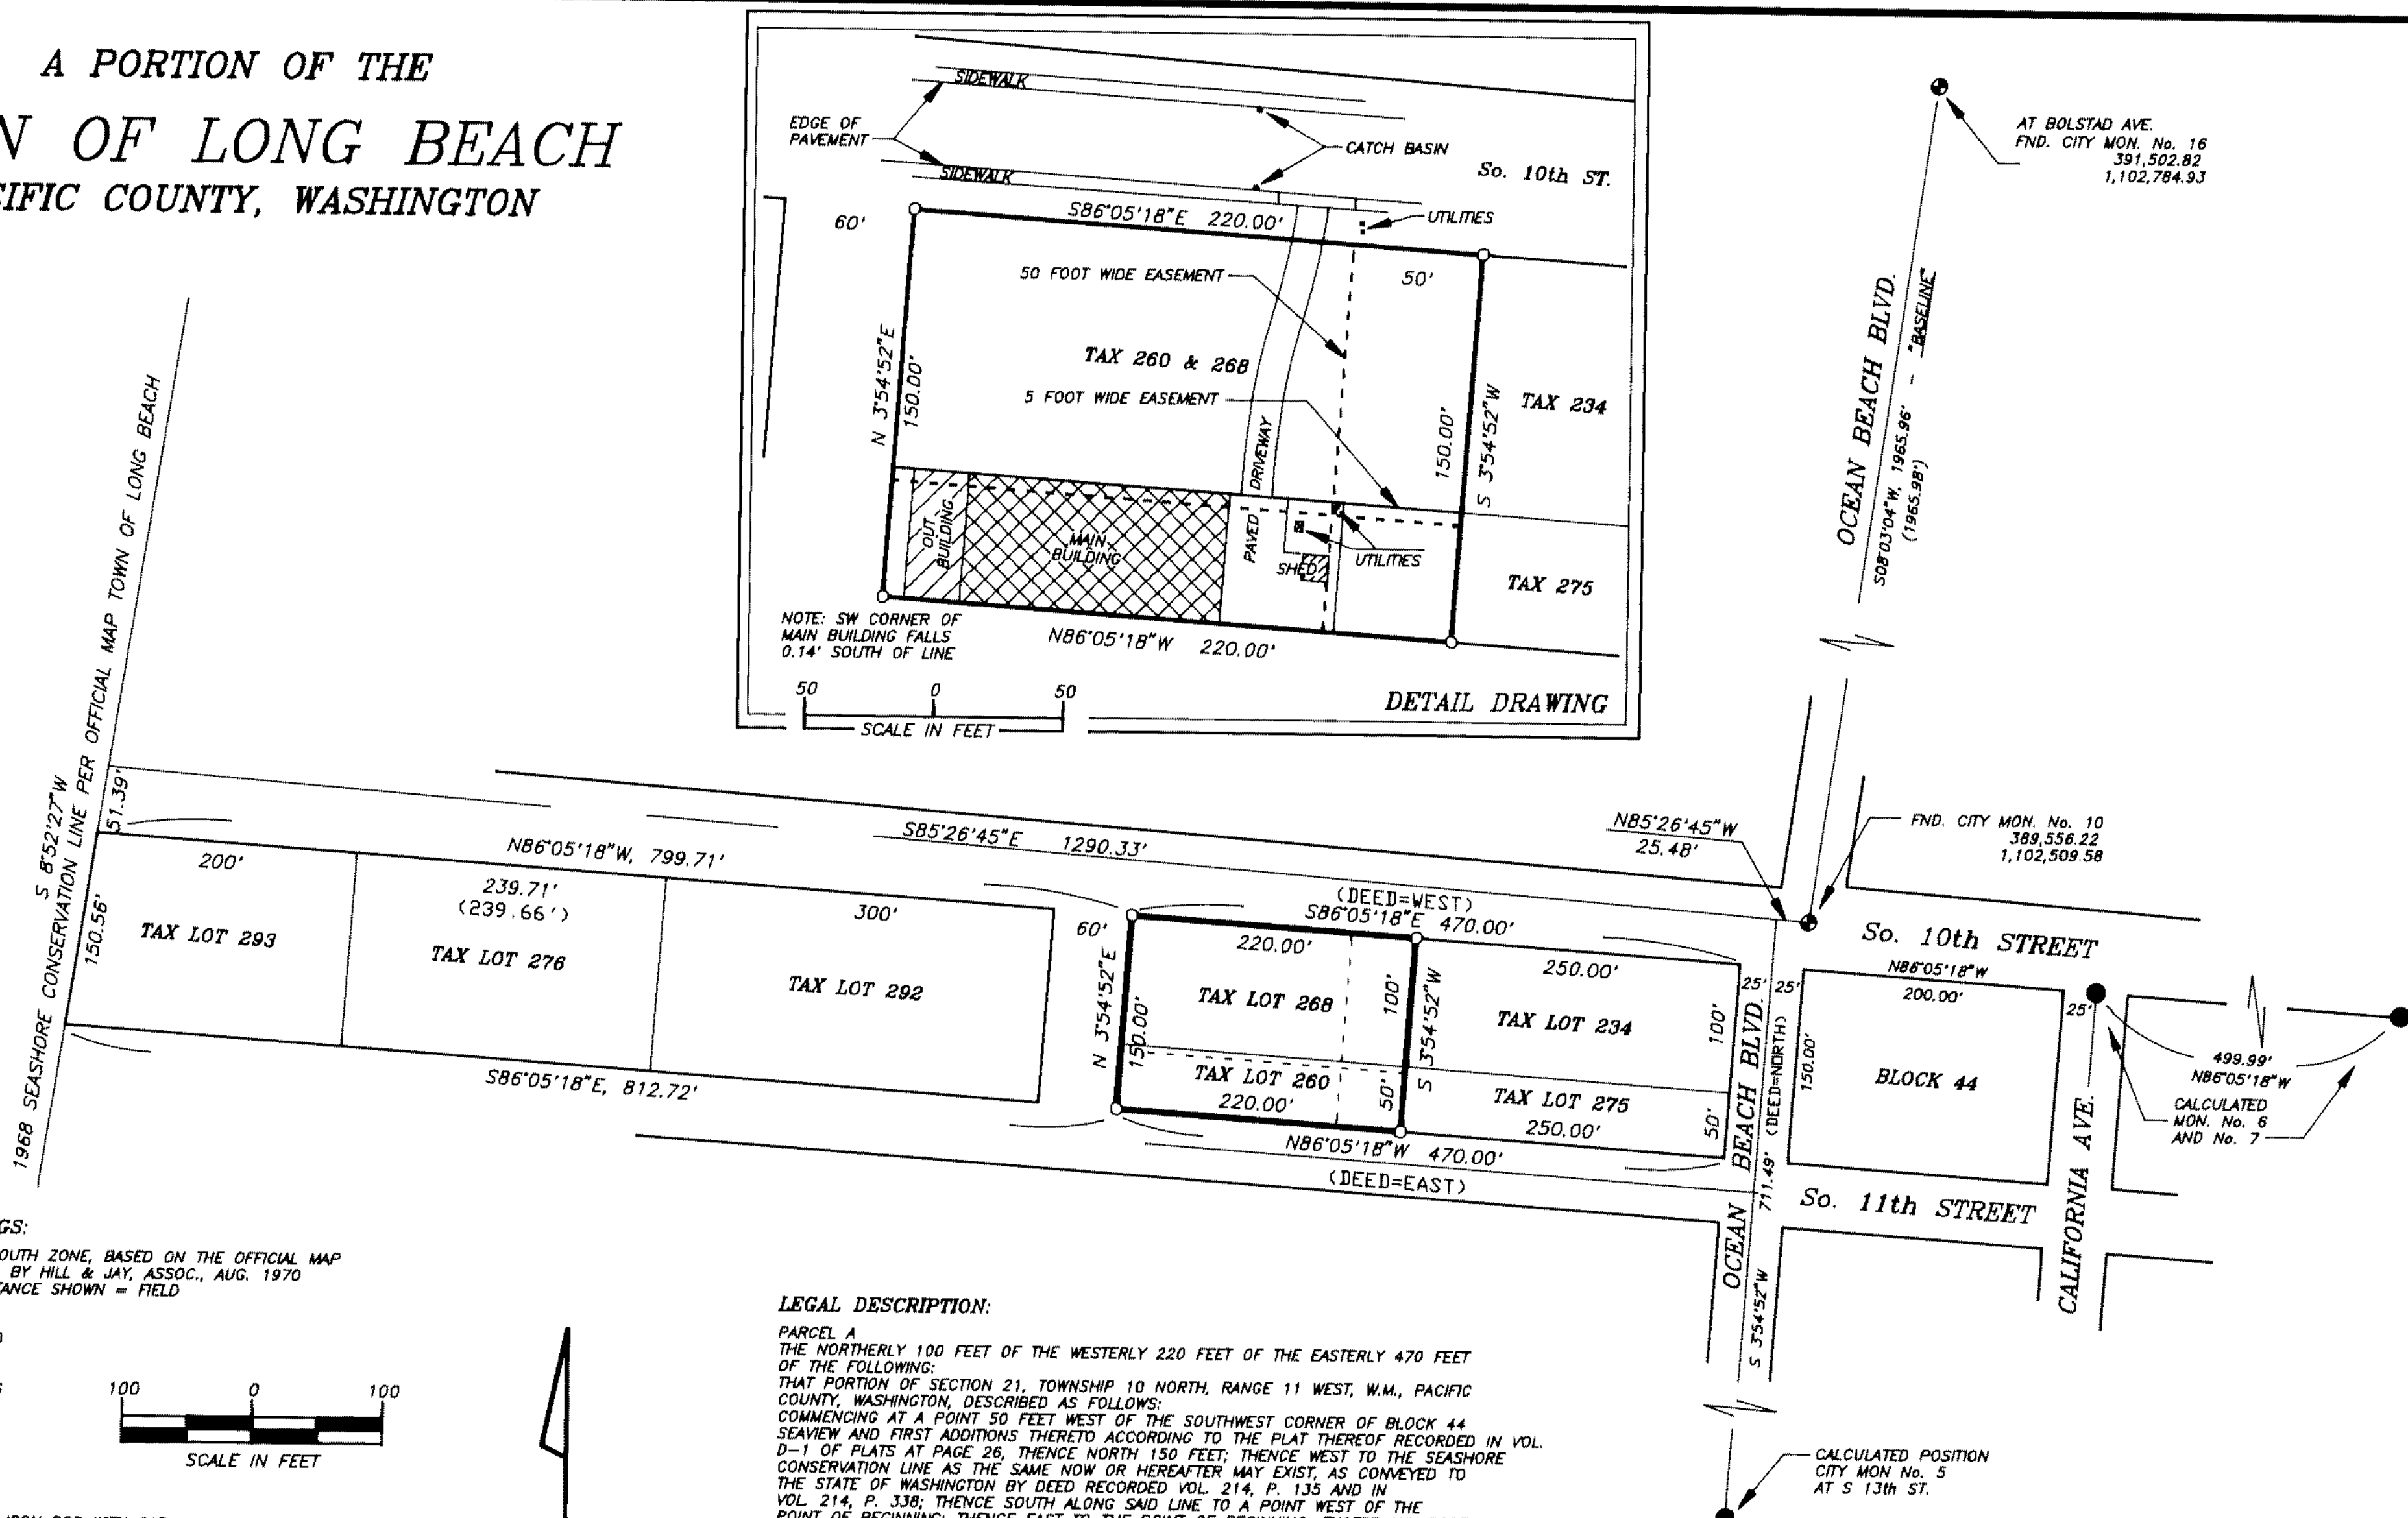 A PORTION OF THE
N OF LONG BEACH
CIFIC COUNTY, WASHINGTON
SIDEWALK
EDGE OF
PAVEMENT
CATCH BASIN
So. 10th ST.
SIDEWALK
60'
S86°05'18"E 220.00'
UTILITIES
50 FOOT WIDE EASEMENT
50'
N 3°54'52"E
150.00'
TAX 260 & 268
5 FOOT WIDE EASEMENT
DRIVEWAY
150.00'
S 3°54'52"W
TAX 234
OUT
BUILDING
MAIN
BUILDING
PAVED
SHED
UTILITIES
TAX 275
NOTE: SW CORNER OF
MAIN BUILDING FALLS
0.14' SOUTH OF LINE
N86°05'18"W 220.00'
50 0 50
SCALE IN FEET
DETAIL DRAWING
AT BOLSTAD AVE.
FND. CITY MON. No. 16
391,502.82
1,102,784.93
OCEAN BEACH BLVD.
S08°03'04"W, 1965.96' - "BASELINE"
(1965.98')
1968 SEASHORE CONSERVATION LINE PER OFFICIAL MAP TOWN OF LONG BEACH
S 8°52'27"W
51.39'
150.56'
200'
TAX LOT 293
N86°05'18"W, 799.71'
239.71'
(239.66')
TAX LOT 276
300'
TAX LOT 292
S86°05'18"E, 812.72'
S85°26'45"E 1290.33'
N85°26'45"W
25.48'
FND. CITY MON. No. 10
389,556.22
1,102,509.58
(DEED=WEST)
S86°05'18"E 470.00'
60'
220.00'
N 3°54'52"E
150.00'
TAX LOT 268
100'
S 3°54'52"W
TAX LOT 260
220.00'
50'
250.00'
TAX LOT 234
100'
TAX LOT 275
250.00'
50'
N86°05'18"W 470.00'
(DEED=EAST)
25' 25'
OCEAN BEACH BLVD.
(DEED=NORTH)
711.49'
S 3°54'52"W
So. 10th STREET
N86°05'18"W
200.00'
150.00'
BLOCK 44
25'
499.99'
N86°05'18"W
CALCULATED
MON. No. 6
AND No. 7
So. 11th STREET
CALIFORNIA AVE.
CALCULATED POSITION
CITY MON No. 5
AT S 13th ST.
GS:
OUTH ZONE, BASED ON THE OFFICIAL MAP
BY HILL & JAY, ASSOC., AUG. 1970
TANCE SHOWN = FIELD
100 0 100
SCALE IN FEET
LEGAL DESCRIPTION:
PARCEL A
THE NORTHERLY 100 FEET OF THE WESTERLY 220 FEET OF THE EASTERLY 470 FEET
OF THE FOLLOWING:
THAT PORTION OF SECTION 21, TOWNSHIP 10 NORTH, RANGE 11 WEST, W.M., PACIFIC
COUNTY, WASHINGTON, DESCRIBED AS FOLLOWS:
COMMENCING AT A POINT 50 FEET WEST OF THE SOUTHWEST CORNER OF BLOCK 44
SEAVIEW AND FIRST ADDITIONS THERETO ACCORDING TO THE PLAT THEREOF RECORDED IN VOL.
D-1 OF PLATS AT PAGE 26, THENCE NORTH 150 FEET; THENCE WEST TO THE SEASHORE
CONSERVATION LINE AS THE SAME NOW OR HEREAFTER MAY EXIST, AS CONVEYED TO
THE STATE OF WASHINGTON BY DEED RECORDED VOL. 214, P. 135 AND IN
VOL. 214, P. 338; THENCE SOUTH ALONG SAID LINE TO A POINT WEST OF THE